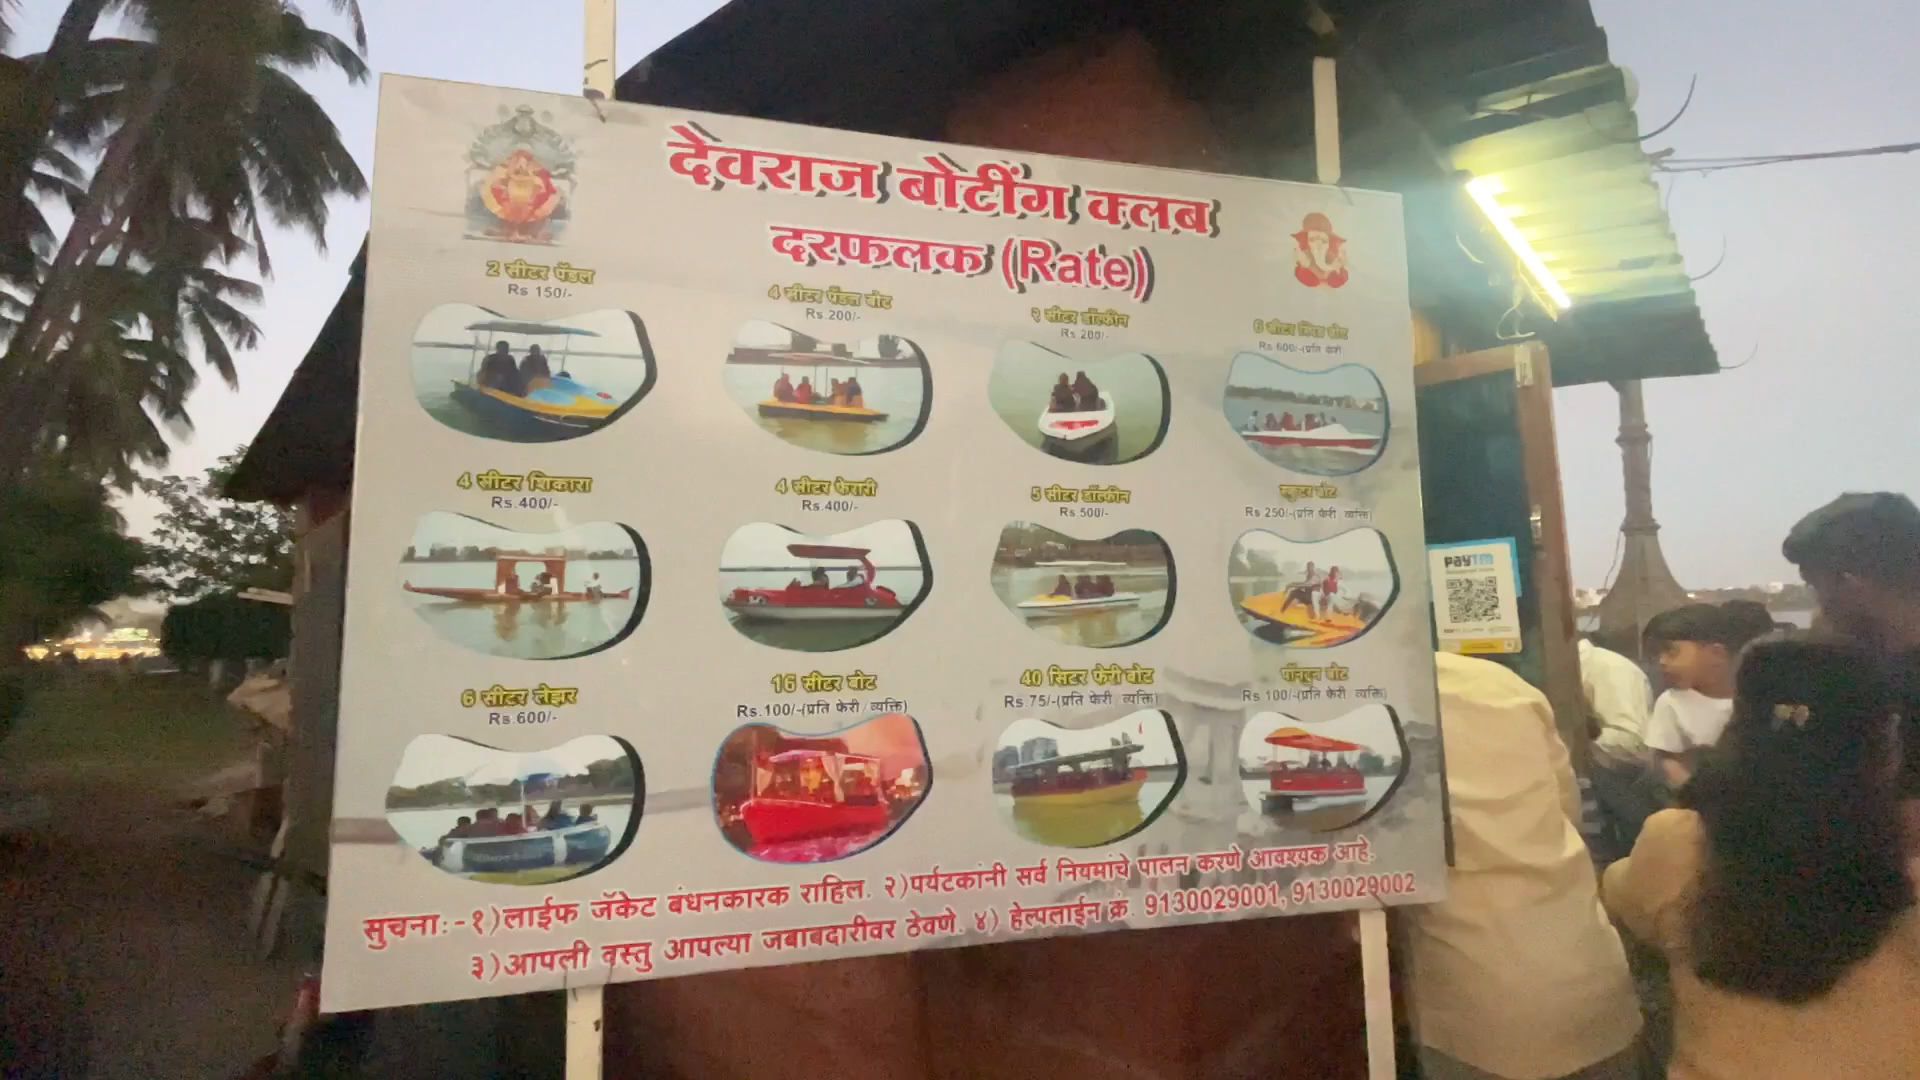 देवराज बोटींग क्लब
दरफलक (Rate)
2 सीटर पॅडल
Rs 150/-
4 सीटर पॅडल बोट
Rs.200/-
२ सीटर डॉल्फीन
Rs.200/-
6 सीटर स्पिड बोट
Rs 600/-(प्रति फेरी
4 सीटर शिकारा
Rs.400/-
4 सीटर फेरारी
Rs.400/-
5 सीटर डॉल्फीन
Rs.500/-
स्कुटर बोट
Rs 250/-(प्रति फेरी/ व्यक्ति)
6 सीटर लेझर
Rs.600/-
16 सीटर बोट
Rs.100/-(प्रति फेरी/व्यक्ति)
40 सिटर फेरी बोट
Rs.75/-(प्रति फेरी/ व्यक्ति)
पॉनटून बोट
Rs 100/-(प्रति फेरी/ व्यक्ति)
सुचना:-१)लाईफ जॅकेट बंधनकारक राहिल. २)पर्यटकांनी सर्व नियमांचे पालन करणे आवश्यक आहे.
३)आपली वस्तु आपल्या जबाबदारीवर ठेवणे. ४) हेल्पलाईन क्रं. 9130029001, 9130029002
paytm